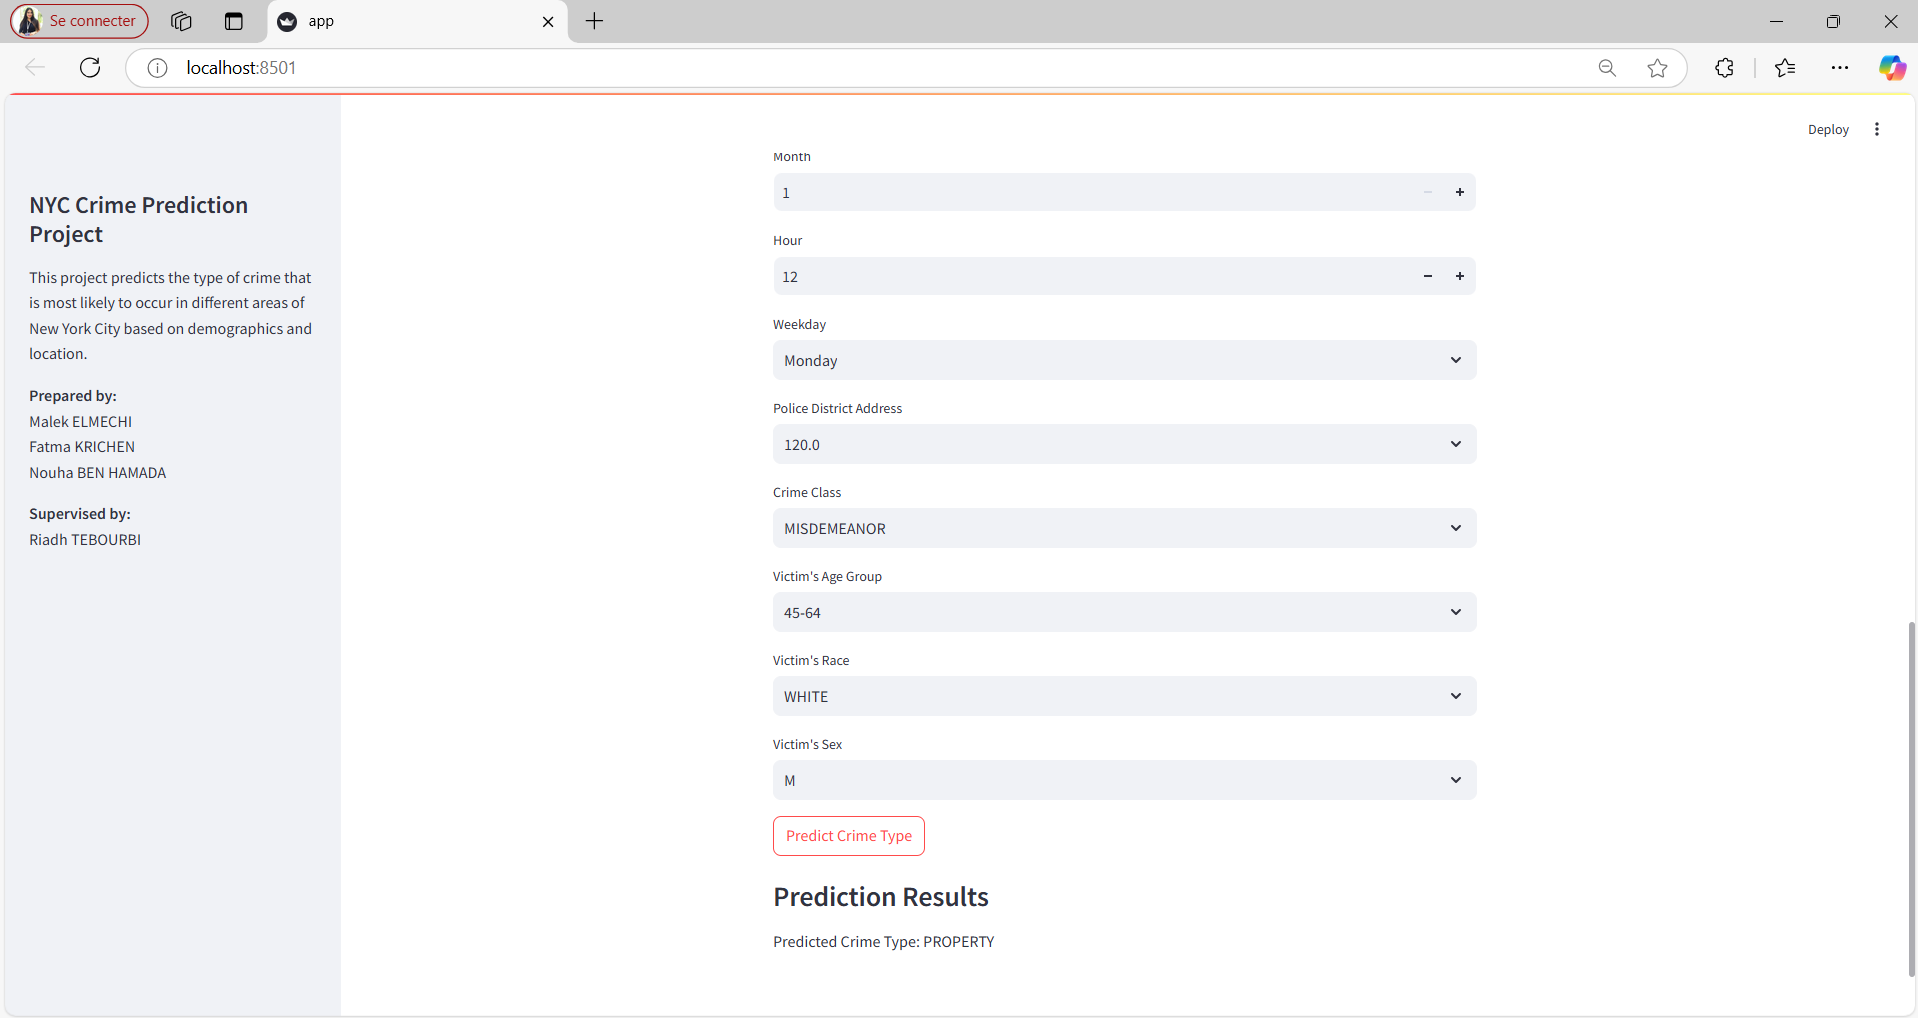 Se connecter
app
localhost:8501
Deploy
NYC Crime Prediction
Project
This project predicts the type of crime that
is most likely to occur in different areas of
New York City based on demographics and
location.
Prepared by:
Malek ELMECHI
Fatma KRICHEN
Nouha BEN HAMADA
Supervised by:
Riadh TEBOURBI
Month
1
Hour
12
Weekday
Monday
Police District Address
120.0
Crime Class
MISDEMEANOR
Victim's Age Group
45-64
Victim's Race
WHITE
Victim's Sex
M
Predict Crime Type
Prediction Results
Predicted Crime Type: PROPERTY